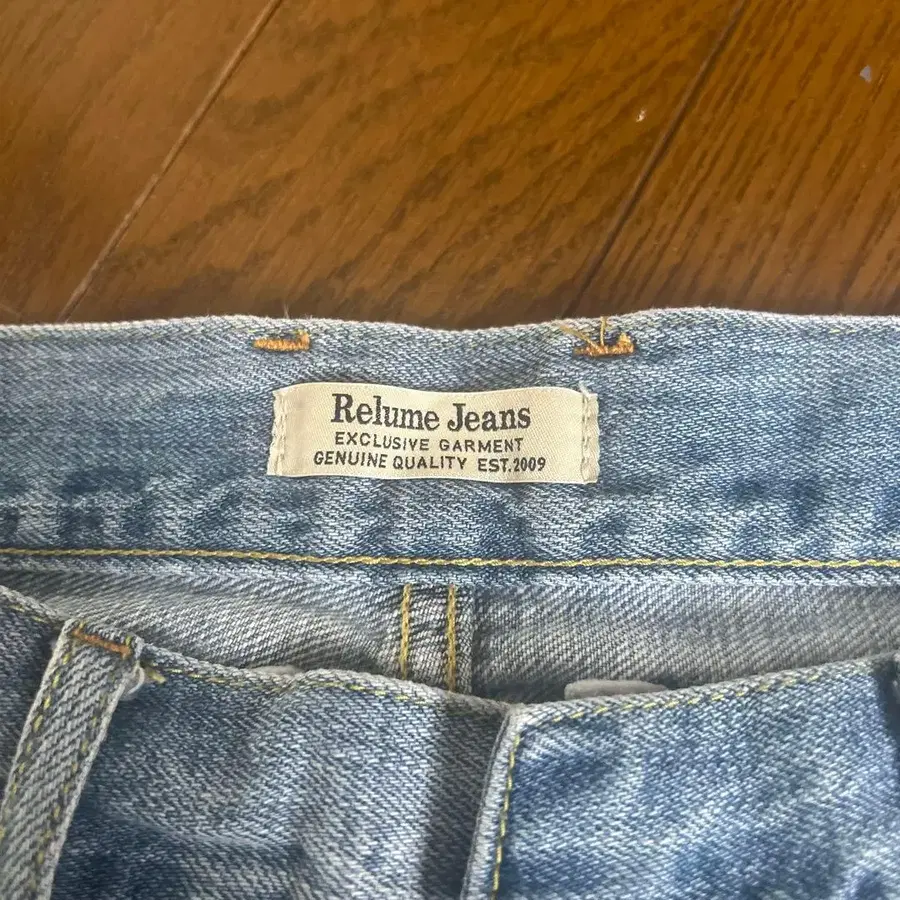 Relume Jeans
EXCLUSIVE GARMENT
GENUINE QUALITY EST.2009